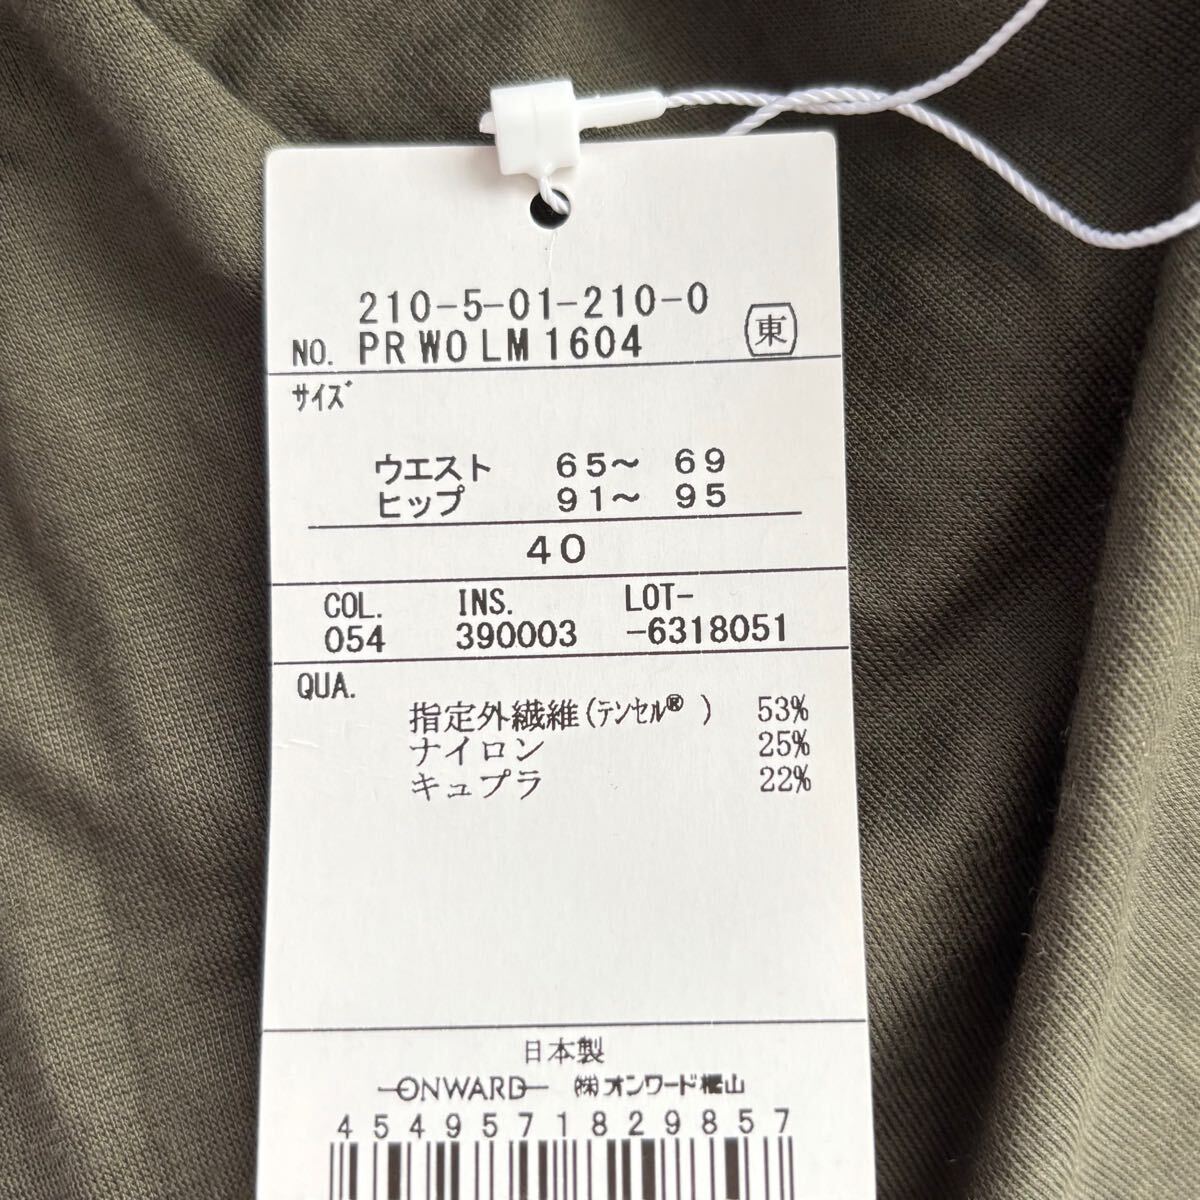 210-5-01-210-0
NO. PRWOLM1604 東
サイズ
ウエスト 65～ 69
ヒップ 91～ 95
40
COL. INS. LOT-
054 390003 -6318051
QUA.
指定外繊維(テンセル® ) 53%
ナイロン 25%
キュプラ 22%
日本製
ONWARD ㈱オンワード樫山
4549571829857